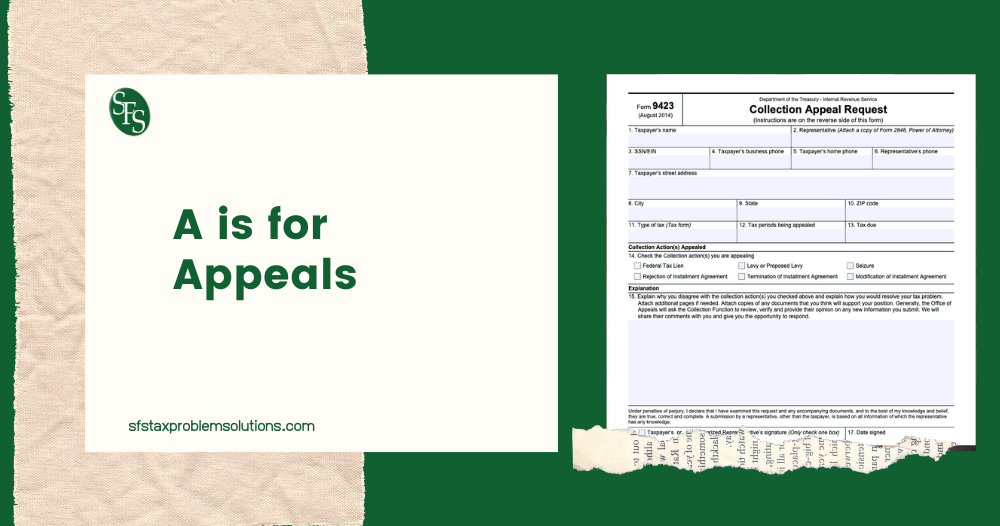 SFS
A is for
Appeals
sfstaxproblemsolutions.com
Form 9423
(August 2014)
Department of the Treasury - Internal Revenue Service
Collection Appeal Request
(Instructions are on the reverse side of this form)
1. Taxpayer's name
2. Representative (Attach a copy of Form 2848, Power of Attorney)
3. SSN/EIN
4. Taxpayer's business phone
5. Taxpayer's home phone
6. Representative's phone
7. Taxpayer's street address
8. City
9. State
10. ZIP code
11. Type of tax (Tax form)
12. Tax periods being appealed
13. Tax due
Collection Action(s) Appealed
14. Check the Collection action(s) you are appealing
Federal Tax Lien
Levy or Proposed Levy
Seizure
Rejection of Installment Agreement
Termination of Installment Agreement
Modification of Installment Agreement
Explanation
15. Explain why you disagree with the collection action(s) you checked above and explain how you would resolve your tax problem.
Attach additional pages if needed. Attach copies of any documents that you think will support your position. Generally, the Office of
Appeals will ask the Collection Function to review, verify and provide their opinion on any new information you submit. We will
share their comments with you and give you the opportunity to respond.
Under penalties of perjury, I declare that I have examined this request and any accompanying documents, and to the best of my knowledge and belief,
they are true, correct and complete. A submission by a representative, other than the taxpayer, is based on all information of which the representative
has any knowledge.
Taxpayer's or signature (Only check one box)
17. Date signed